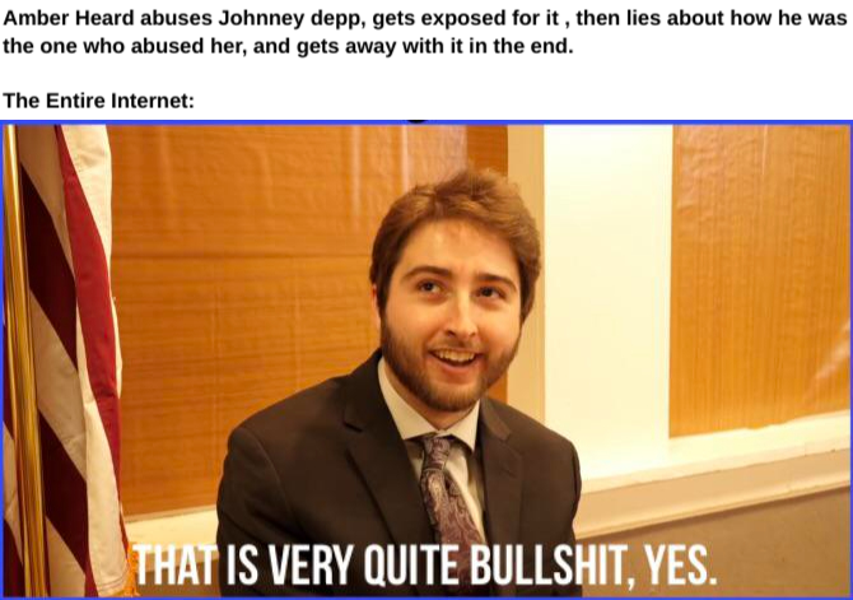 Amber Heard abuses Johnney depp, gets exposed for it , then lies about how he was
the one who abused her, and gets away with it in the end.
The Entire Internet:
THAT IS VERY QUITE BULLSHIT, YES.